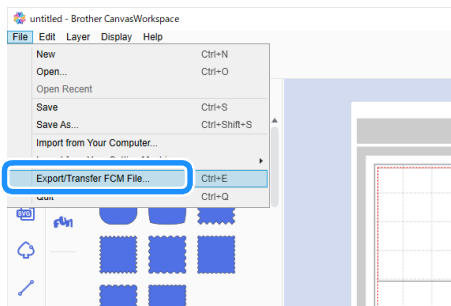 untitled - Brother CanvasWorkspace
File Edit Layer Display Help
New Ctrl+N
Open... Ctrl+O
Open Recent
Save Ctrl+S
Save As... Ctrl+Shift+S
Import from Your Computer...
Export/Transfer FCM File... Ctrl+E
Quit Ctrl+Q
SVG
fun